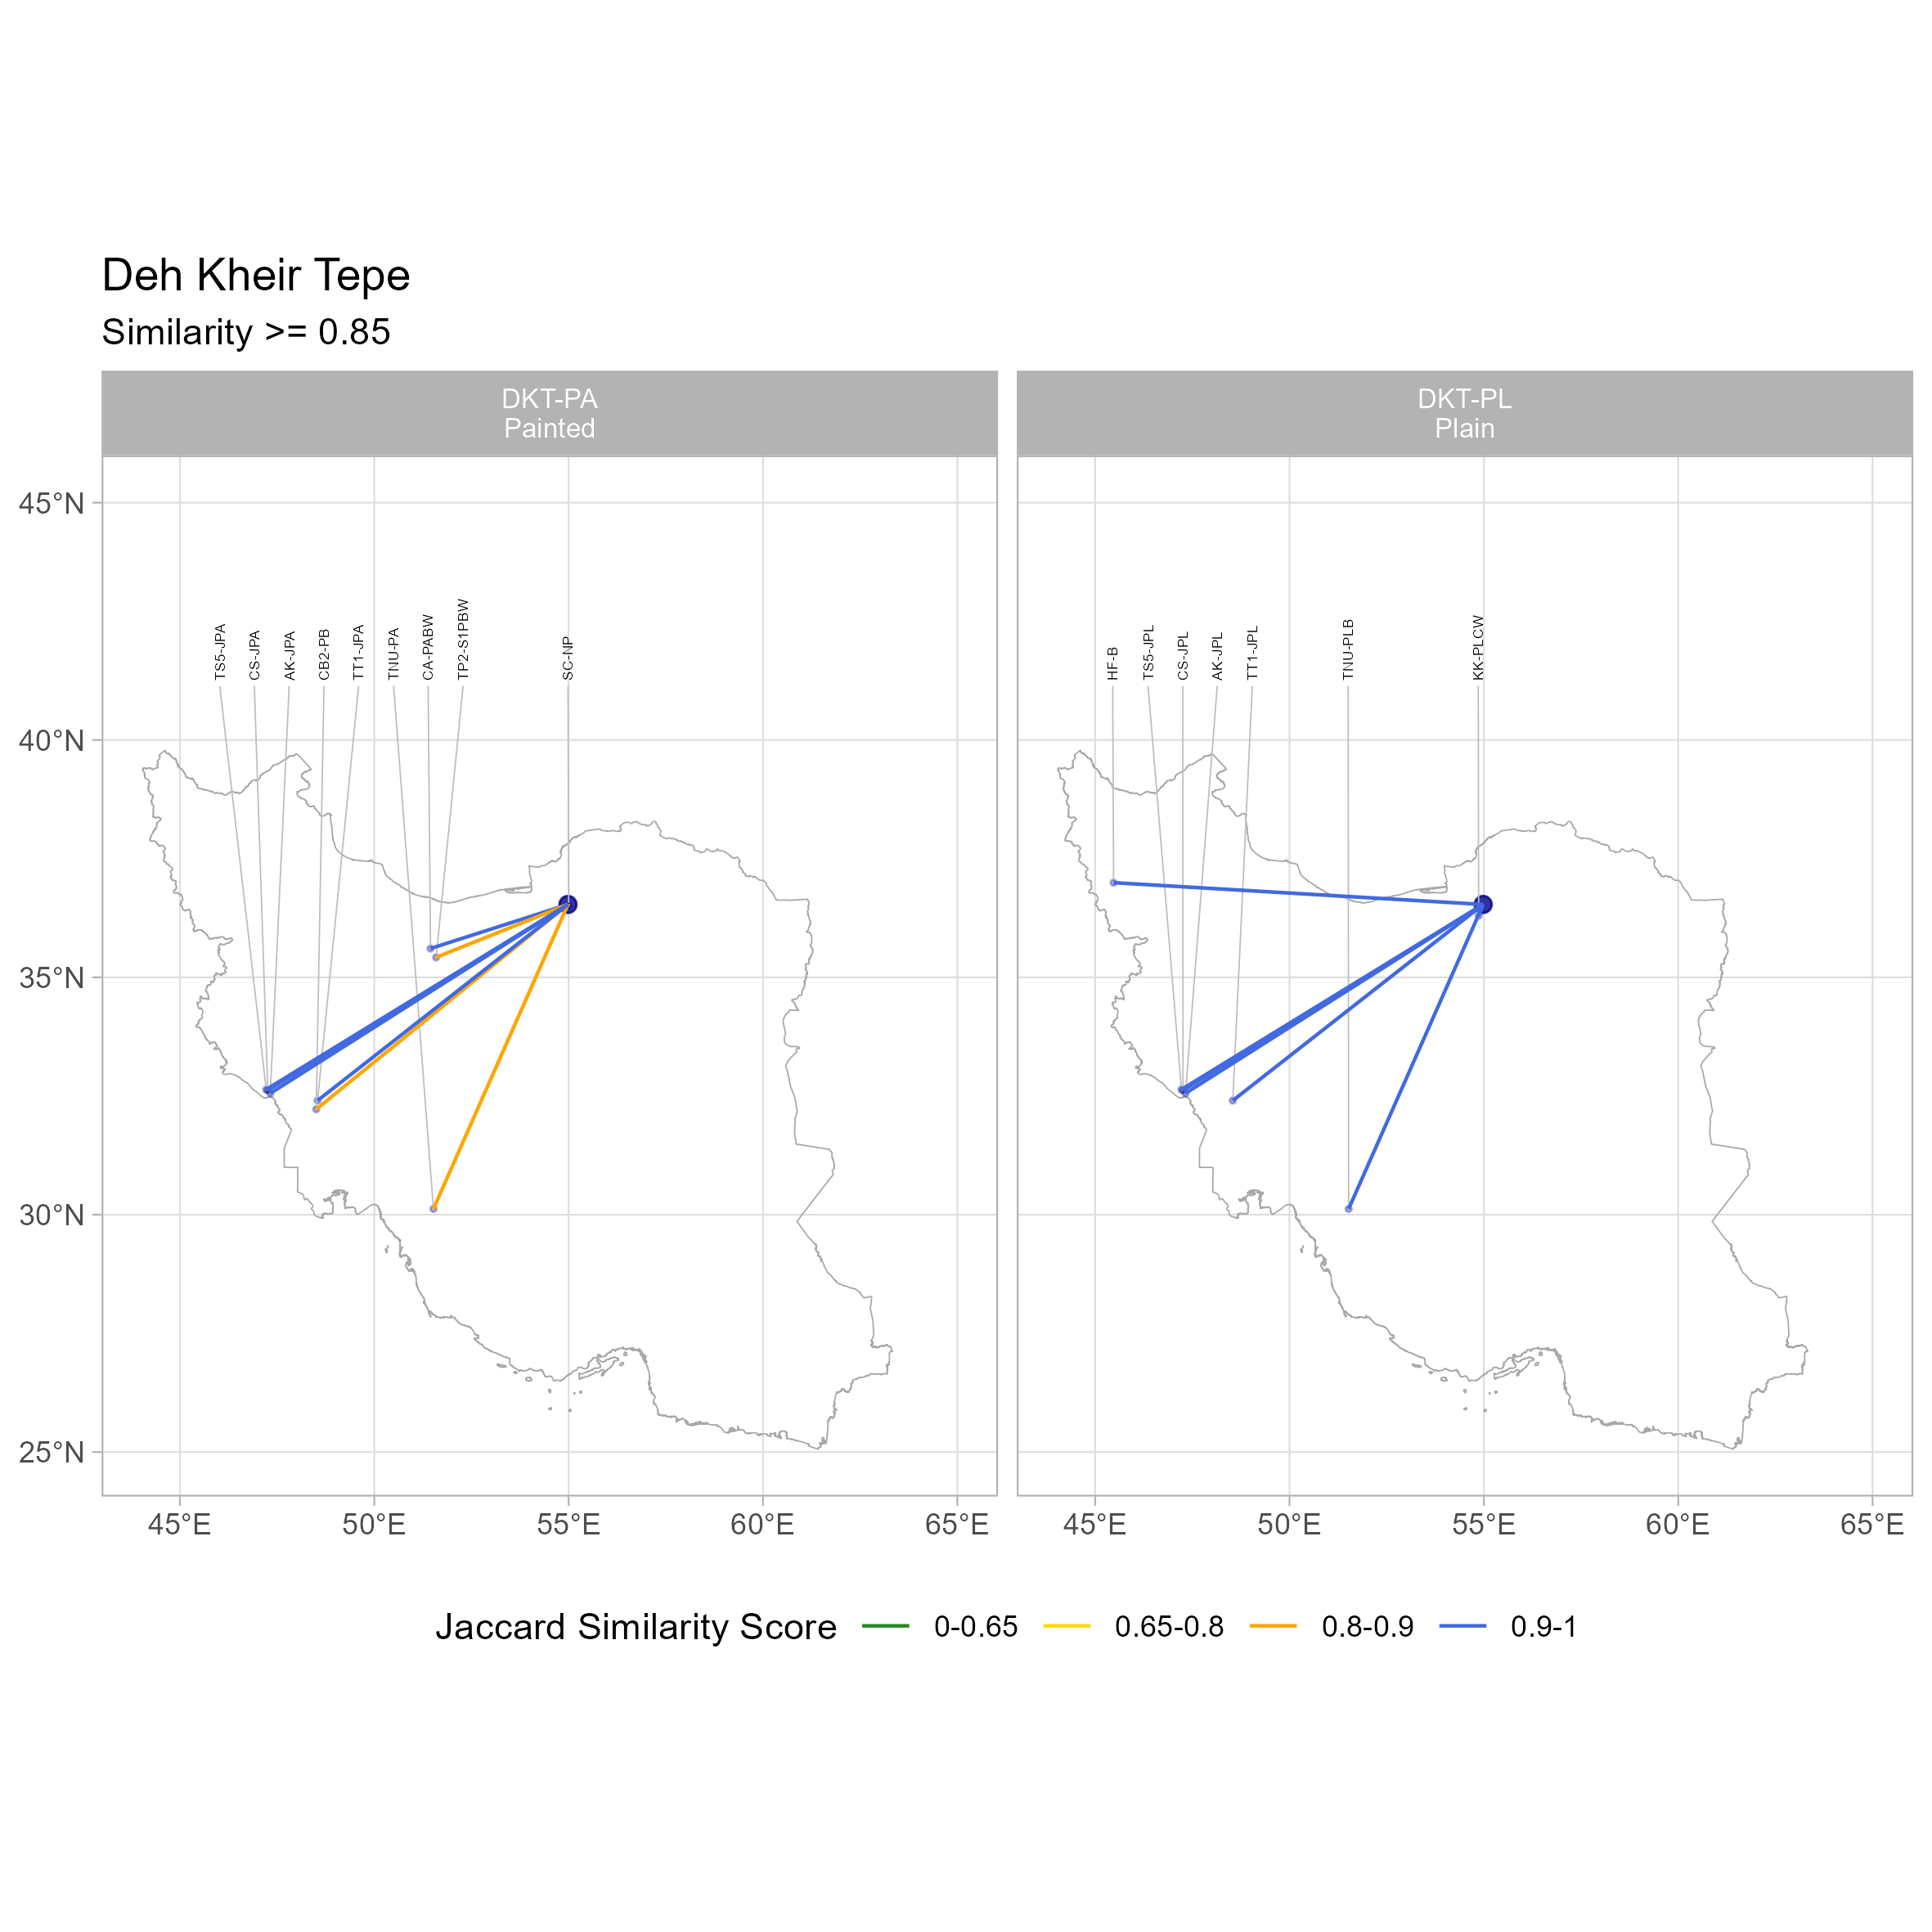 Deh Kheir Tepe
Similarity >= 0.85
DKT-PA
Painted
DKT-PL
Plain
TS5-JPA
CS-JPA
AK-JPA
CB2-PB
TT1-JPA
TNU-PA
CA-PABW
TP2-S1PBW
SC-NP
HF-B
TS5-JPL
CS-JPL
AK-JPL
TT1-JPL
TNU-PLB
KK-PLCW
45°N
40°N
35°N
30°N
25°N
45°E 50°E 55°E 60°E 65°E
45°E 50°E 55°E 60°E 65°E
Jaccard Similarity Score 0-0.65 0.65-0.8 0.8-0.9 0.9-1